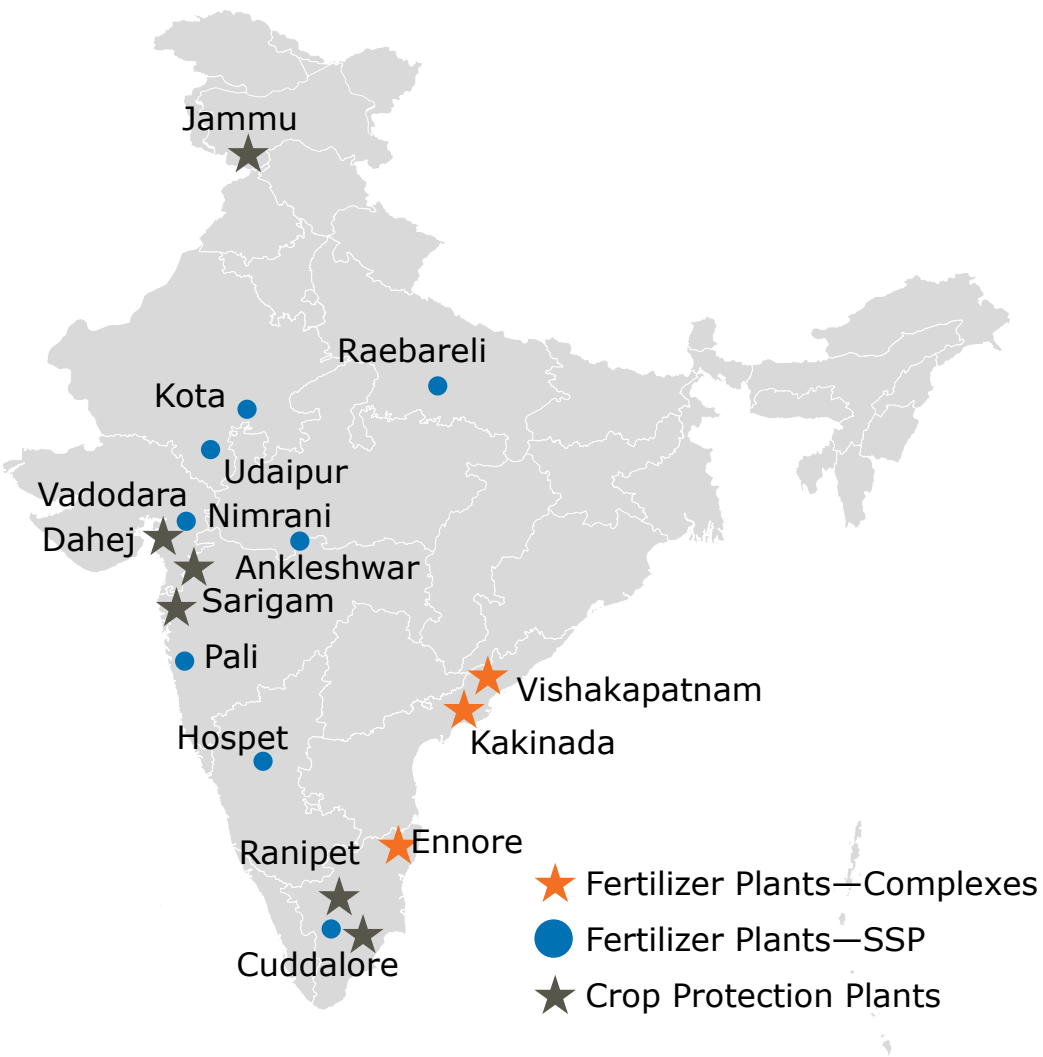 Jammu
Raebareli
Kota
Udaipur
Vadodara
Nimrani
Dahej
Ankleshwar
Sarigam
Pali
Vishakapatnam
Hospet
Kakinada
Ennore
Ranipet
Fertilizer Plants—Complexes
Fertilizer Plants—SSP
Cuddalore
Crop Protection Plants